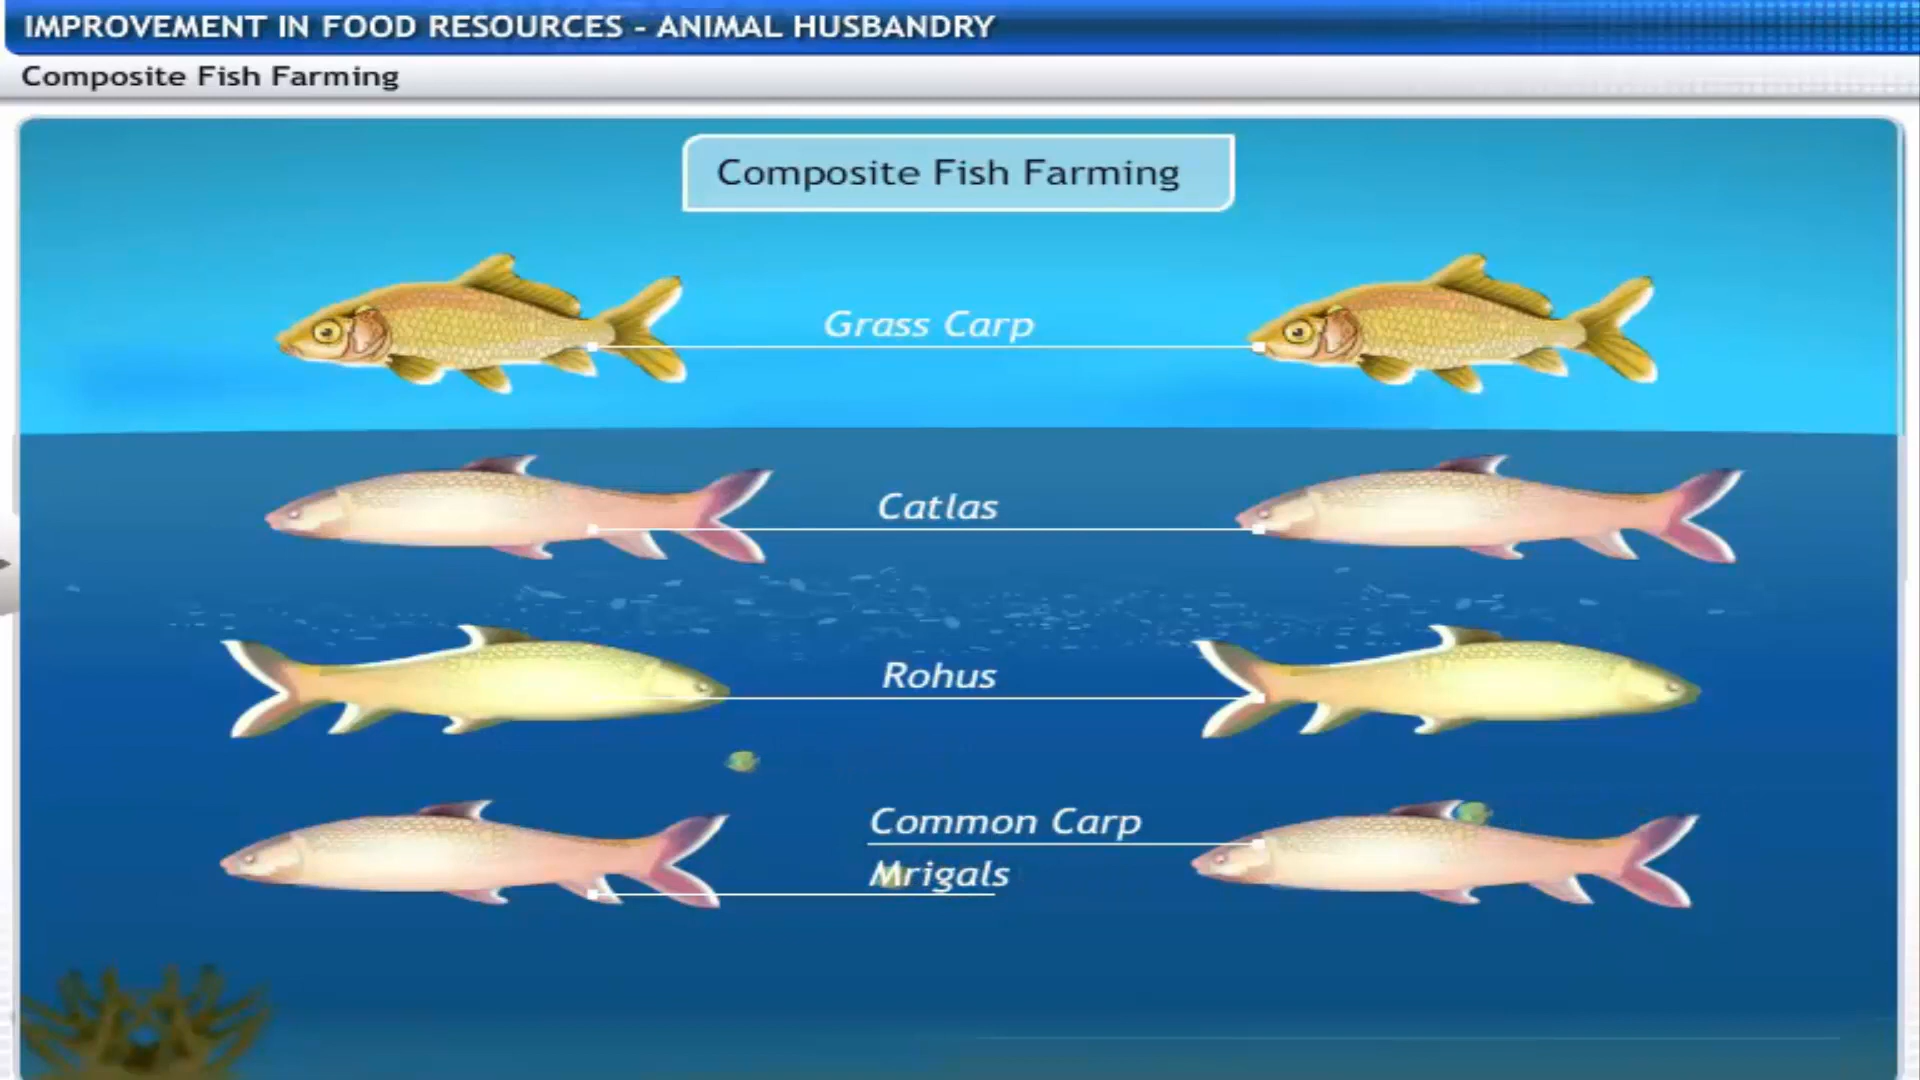 IMPROVEMENT IN FOOD RESOURCES - ANIMAL HUSBANDRY
Composite Fish Farming
Composite Fish Farming
Grass Carp
Catlas
Rohus
Common Carp
Mrigals